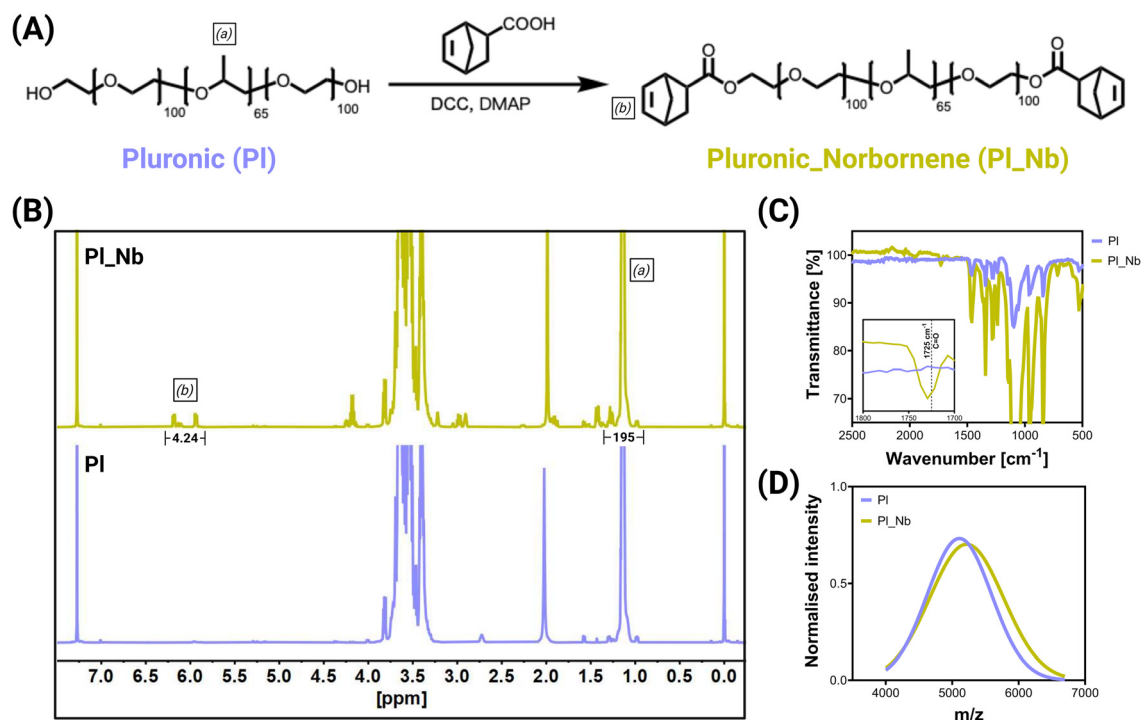 (A)
(a)
COOH
HO
O
O
O
OH
100
65
100
DCC, DMAP
(b)
O
O
O
O
O
O
O
100
65
100
Pluronic (Pl)
Pluronic_Norbornene (Pl_Nb)
(B)
Pl_Nb
(a)
(b)
4.24
195
Pl
7.0 6.5 6.0 5.5 5.0 4.5 4.0 3.5 3.0 2.5 2.0 1.5 1.0 0.5 0.0
[ppm]
(C)
Transmittance [%]
100
90
80
70
Pl
Pl_Nb
1725 cm-1
C=O
1800 1750 1700
2500 2000 1500 1000 500
Wavenumber [cm-1]
(D)
Normalised intensity
1.0
0.5
0.0
Pl
Pl_Nb
4000 5000 6000 7000
m/z